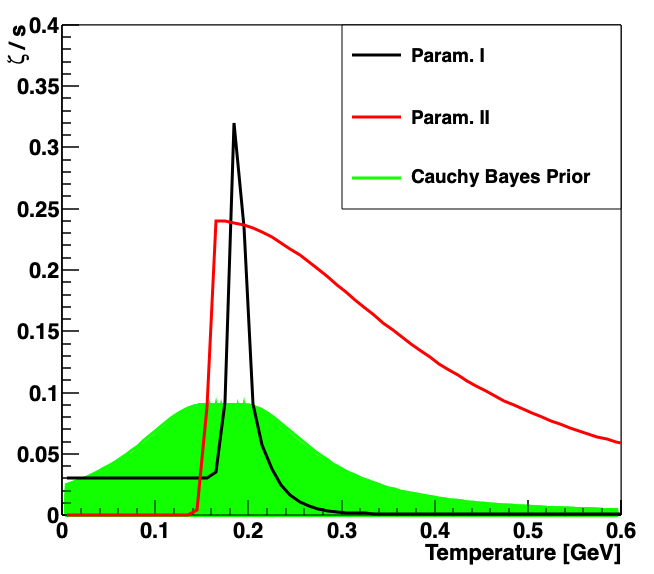 ζ / s
0.4
0.35
0.3
0.25
0.2
0.15
0.1
0.05
0
Param. I
Param. II
Cauchy Bayes Prior
0 0.1 0.2 0.3 0.4 0.5 0.6
Temperature [GeV]